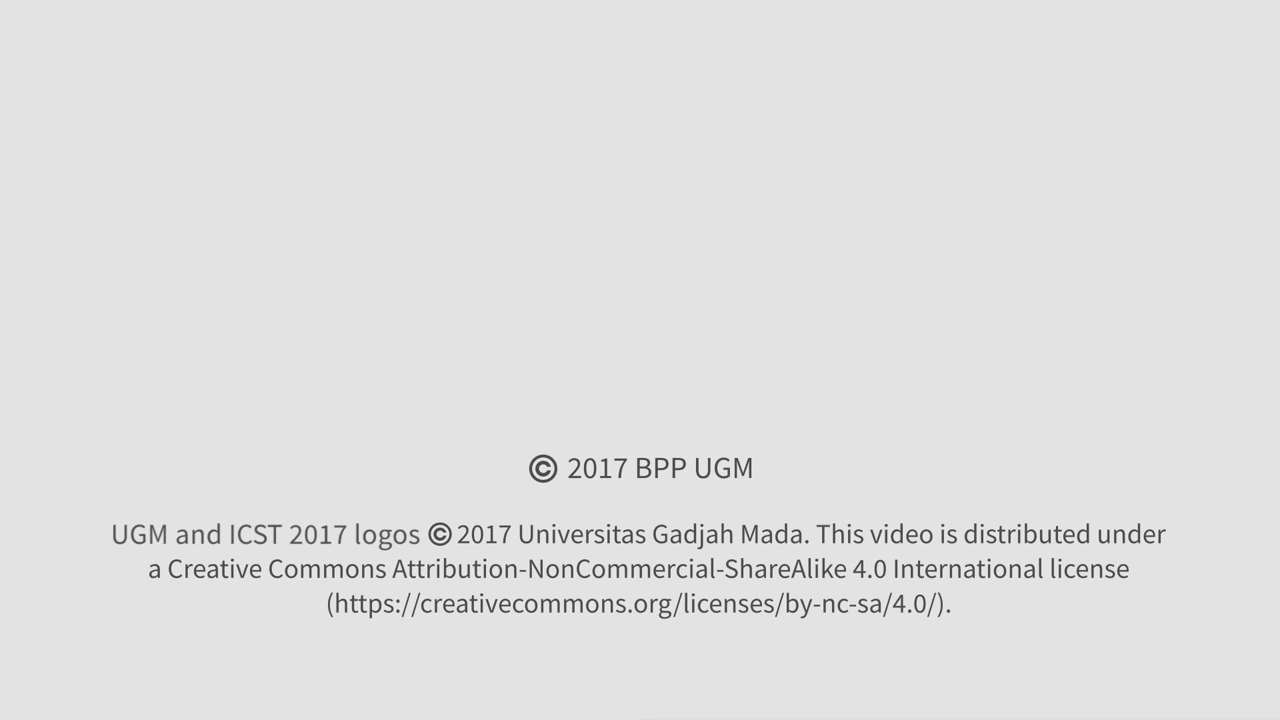 © 2017 BPP UGM
UGM and ICST 2017 logos © 2017 Universitas Gadjah Mada. This video is distributed under
a Creative Commons Attribution-NonCommercial-ShareAlike 4.0 International license
(https://creativecommons.org/licenses/by-nc-sa/4.0/).